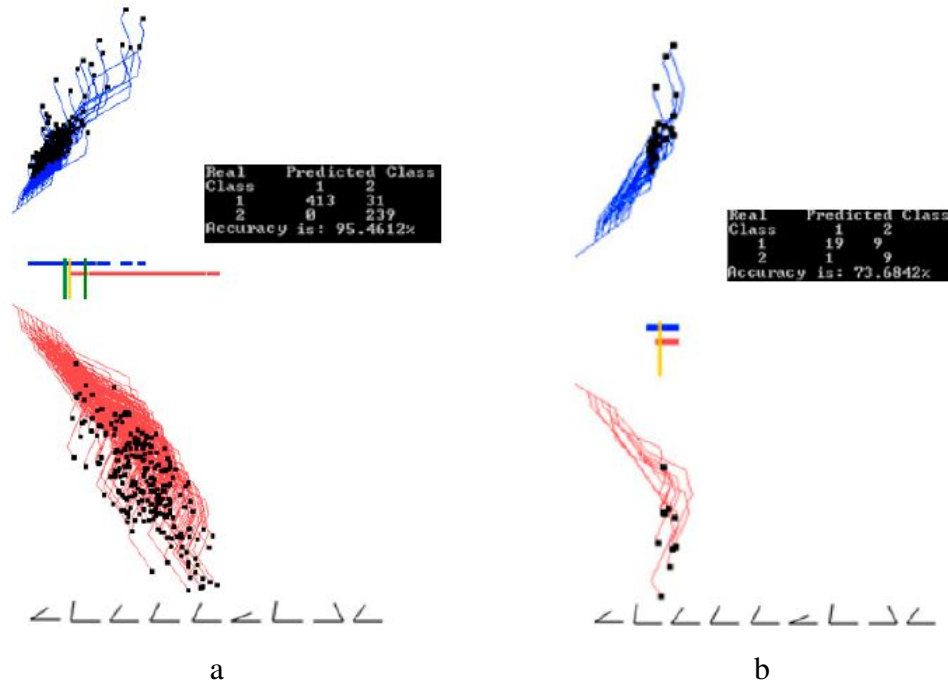 Real Predicted Class
Class 1 2
1 413 31
2 0 239
Accuracy is: 95.4612%
Real Predicted Class
Class 1 2
1 19 9
2 1 9
Accuracy is: 73.6842%
a b